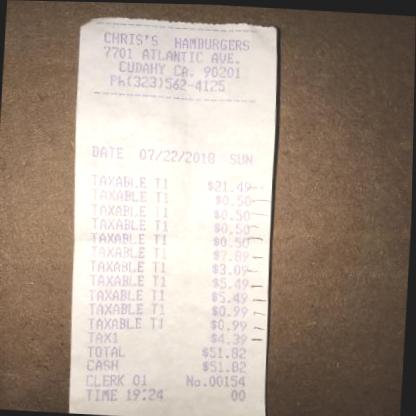 CHRIS'S HAMBURGERS
7701 ATLANTIC AVE.
CUDAHY CA. 90201
Ph(323)562-4125
DATE 07/22/2018 SUN
TAXABLE T1 $21.49
TAXABLE T1 $0.50
TAXABLE T1 $0.50
TAXABLE T1 $0.50
TAXABLE T1 $0.50
TAXABLE T1 $7.89
TAXABLE T1 $3.09
TAXABLE T1 $5.49
TAXABLE T1 $5.49
TAXABLE T1 $0.99
TAXABLE T1 $0.99
TAX1 $4.39
TOTAL $51.82
CASH $51.82
CLERK 01 No.00154
TIME 19:24 00